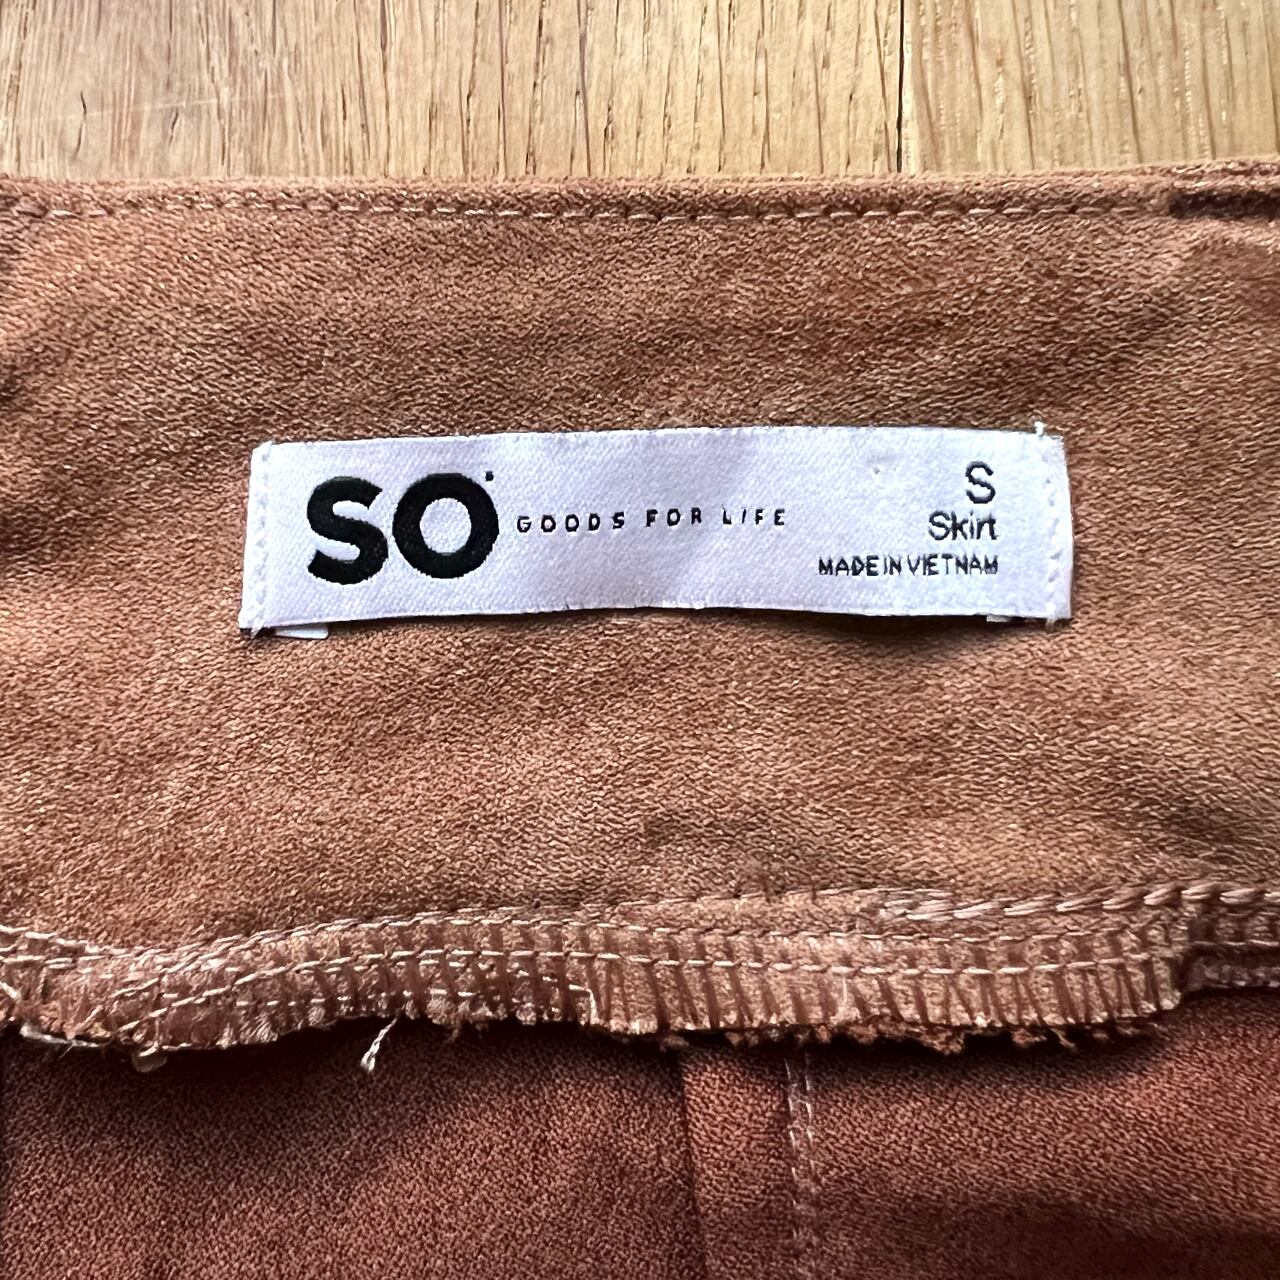 SO GOODS FOR LIFE
S
Skirt
MADE IN VIETNAM